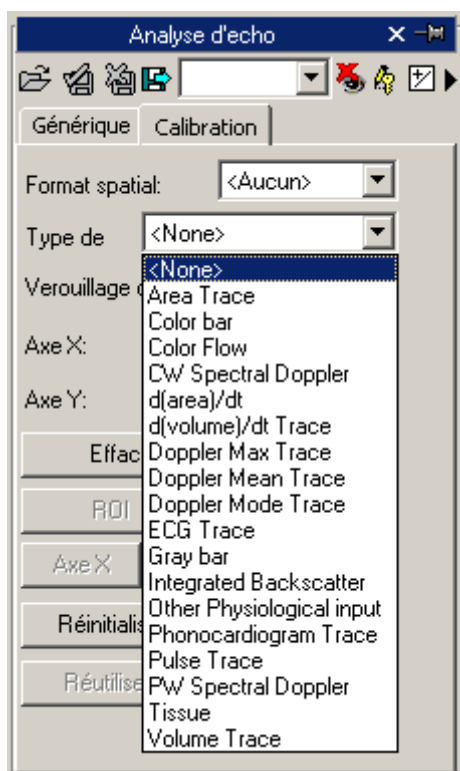 Analyse d'echo
Générique Calibration
Format spatial: <Aucun>
Type de <None>
<None>
Verouillage
Area Trace
Color bar
Axe X:
Color Flow
CW Spectral Doppler
Axe Y:
d(area)/dt
d(volume)/dt Trace
Effac
Doppler Max Trace
Doppler Mean Trace
ROI
Doppler Mode Trace
ECG Trace
Axe X
Gray bar
Integrated Backscatter
Other Physiological input
Réinitialis
Phonocardiogram Trace
Pulse Trace
Réutilise
PW Spectral Doppler
Tissue
Volume Trace